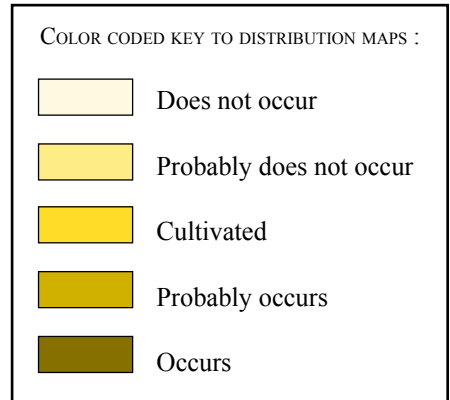 COLOR CODED KEY TO DISTRIBUTION MAPS :
Does not occur
Probably does not occur
Cultivated
Probably occurs
Occurs